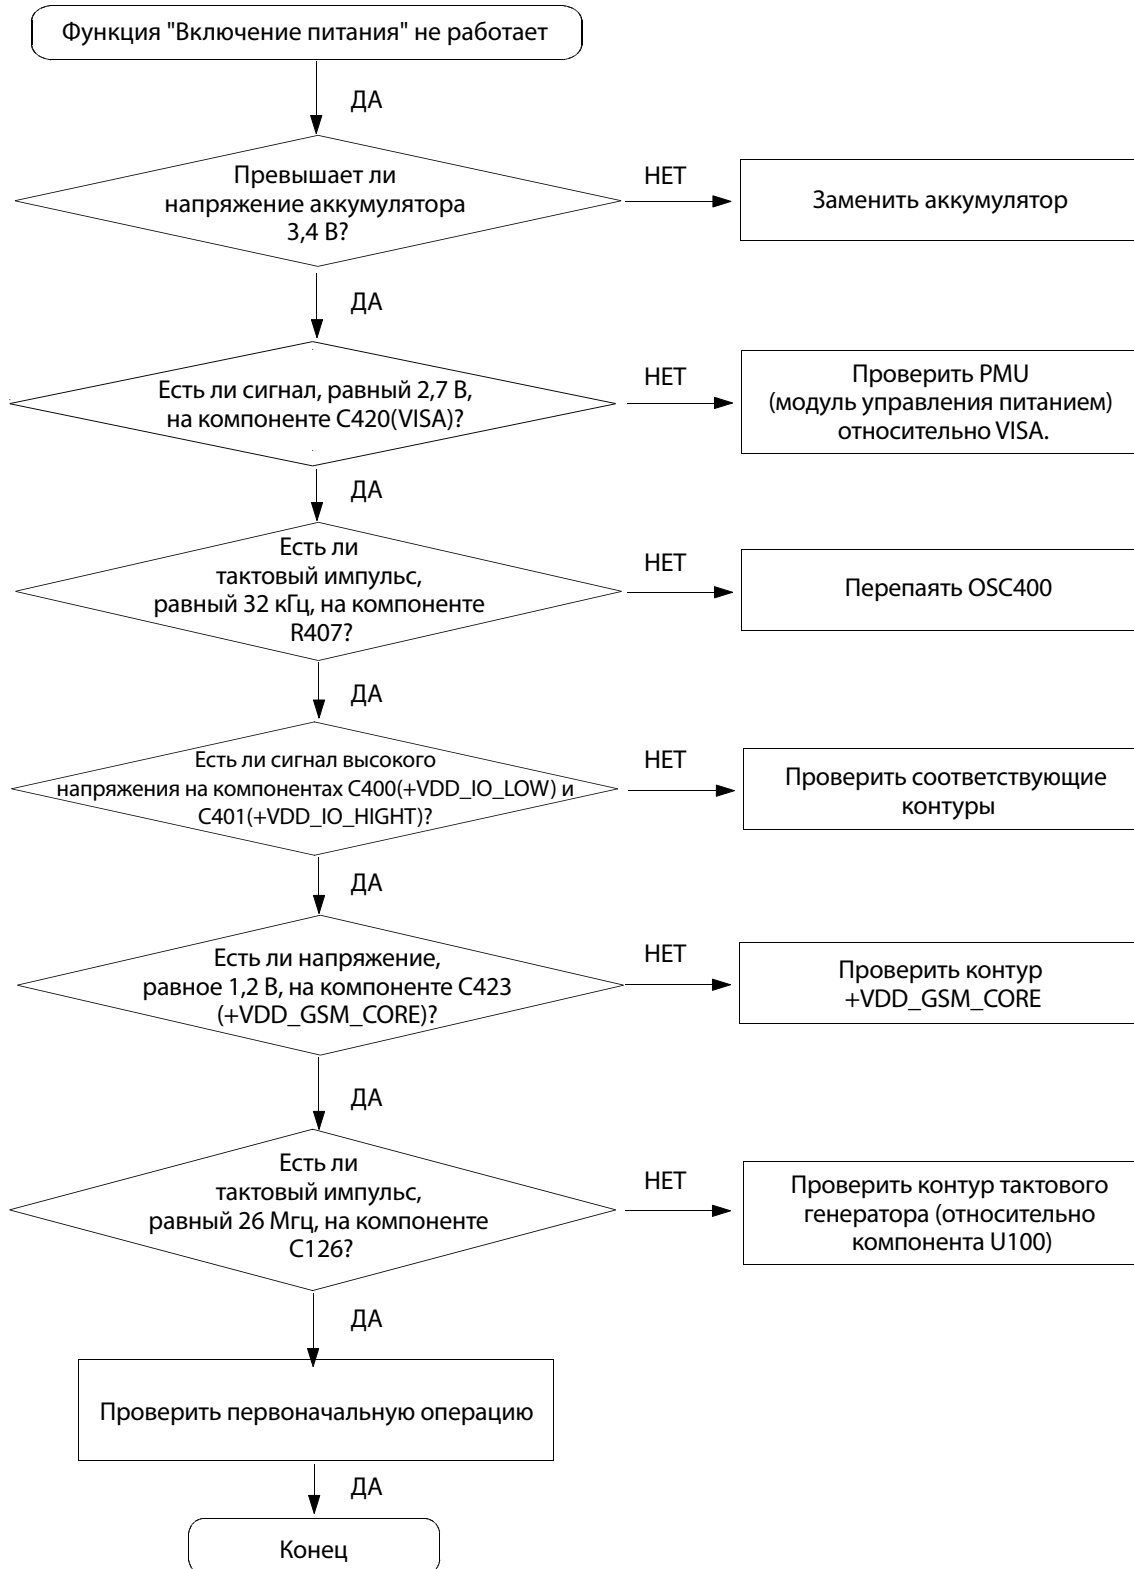 Функция "Включение питания" не работает
ДА
Превышает ли
напряжение аккумулятора
3,4 В?
НЕТ
Заменить аккумулятор
ДА
Есть ли сигнал, равный 2,7 В,
на компоненте C420(VISA)?
НЕТ
Проверить PMU
(модуль управления питанием)
относительно VISA.
ДА
Есть ли
тактовый импульс,
равный 32 кГц, на компоненте
R407?
НЕТ
Перепаять OSC400
ДА
Есть ли сигнал высокого
напряжения на компонентах C400(+VDD_IO_LOW) и
C401(+VDD_IO_HIGHT)?
НЕТ
Проверить соответствующие
контуры
ДА
Есть ли напряжение,
равное 1,2 В, на компоненте C423
(+VDD_GSM_CORE)?
НЕТ
Проверить контур
+VDD_GSM_CORE
ДА
Есть ли
тактовый импульс,
равный 26 Мгц, на компоненте
C126?
НЕТ
Проверить контур тактового
генератора (относительно
компонента U100)
ДА
Проверить первоначальную операцию
ДА
Конец